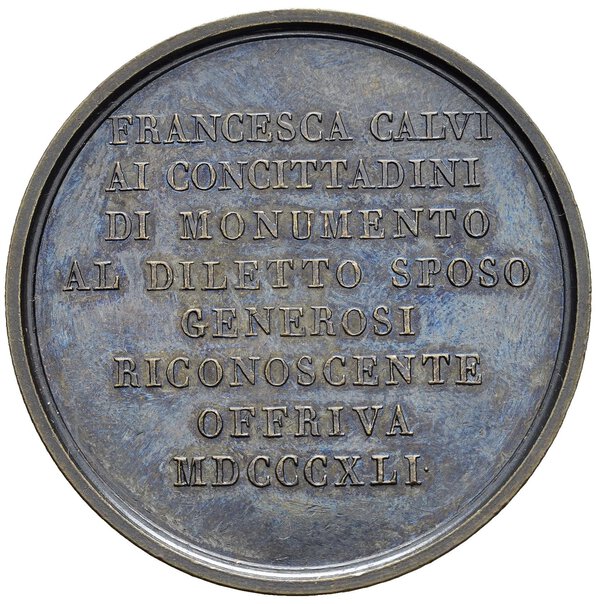 FRANCESCA CALVI
AI CONCITTADINI
DI MONUMENTO
AL DILETTO SPOSO
GENEROSI
RICONOSCENTE
OFFRIVA
MDCCCXLI·